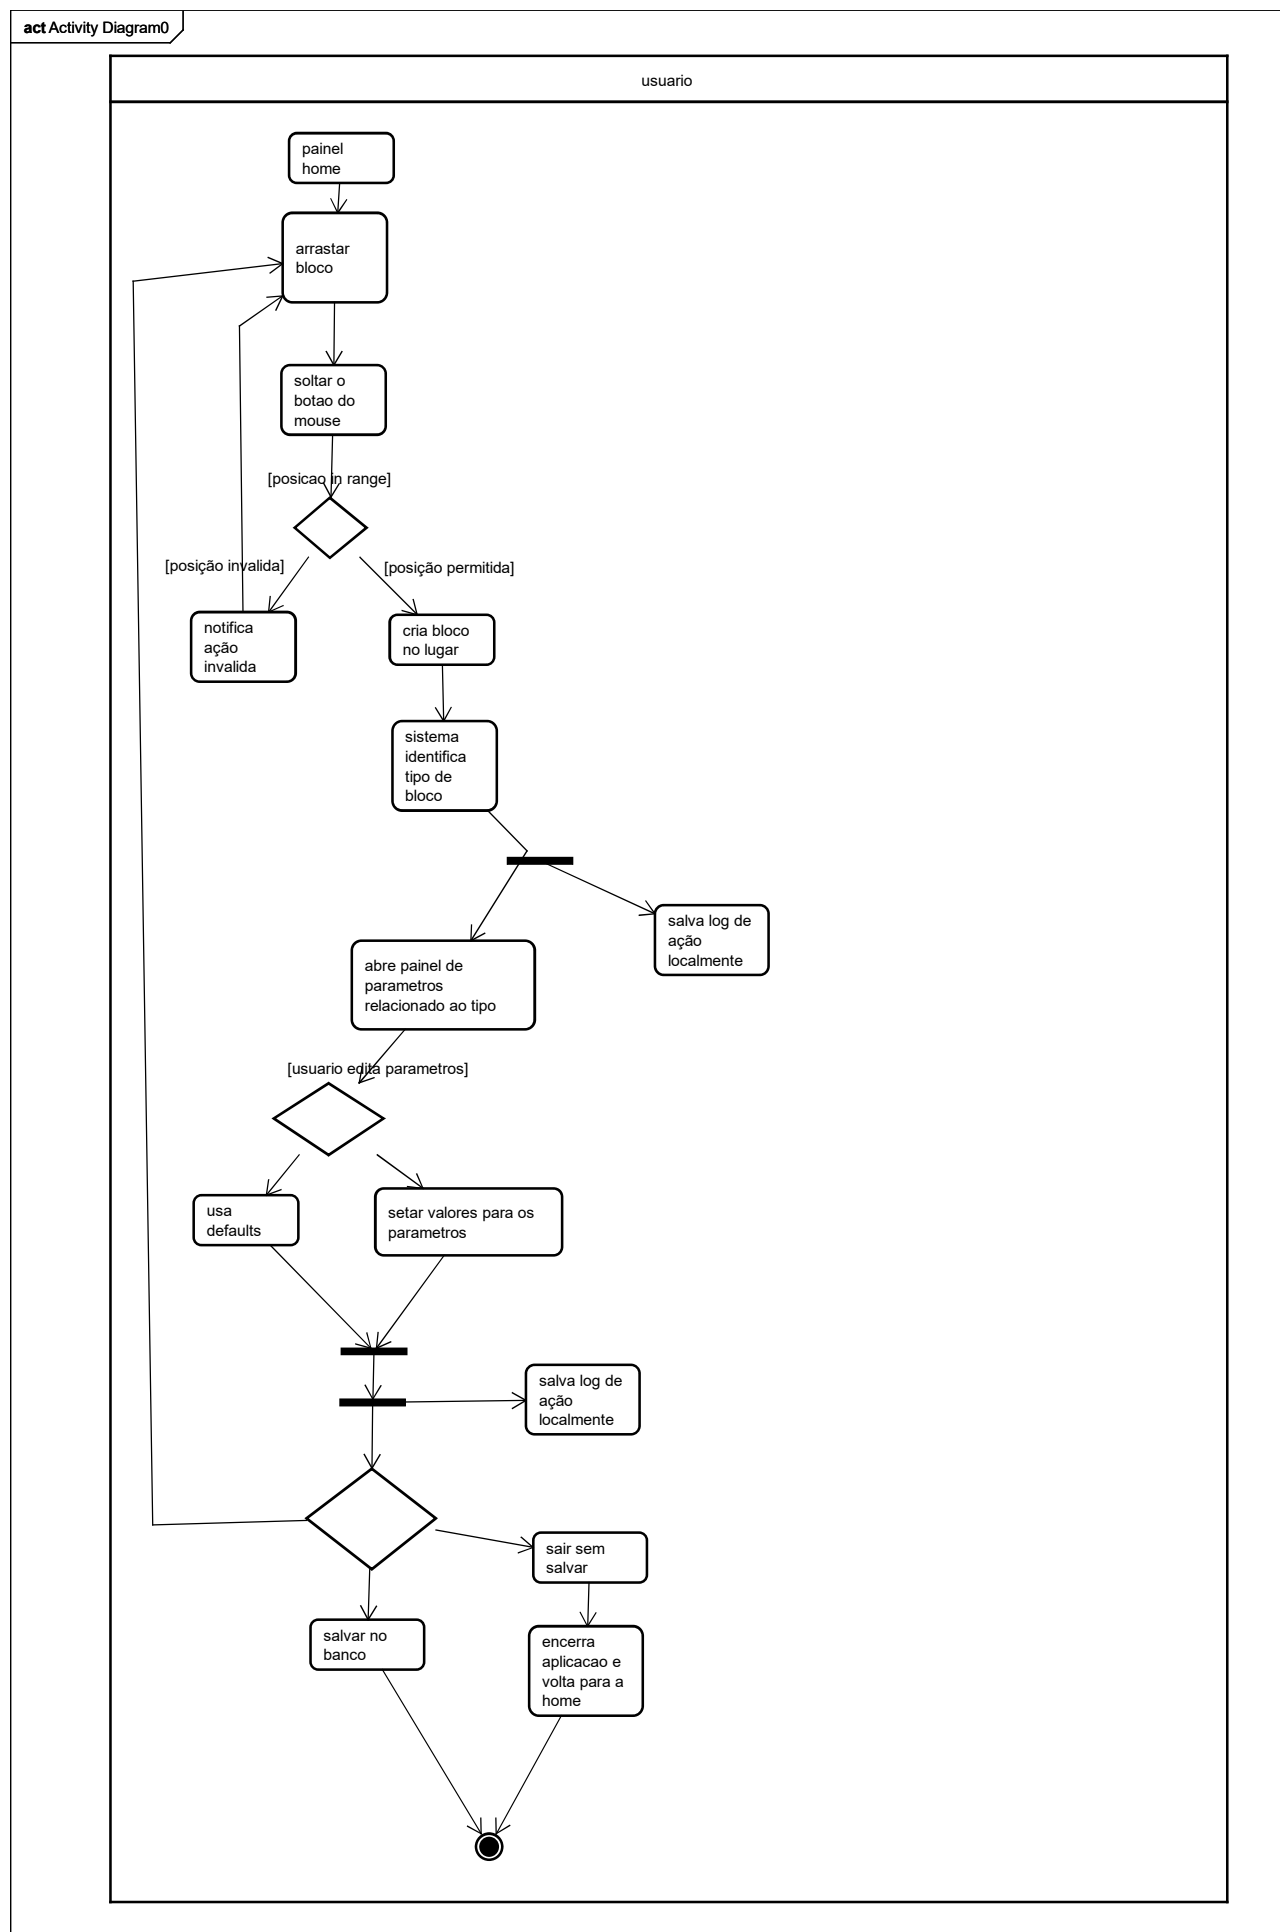 act Activity Diagram0
usuario
painel
home
arrastar
bloco
soltar o
botao do
mouse
[posicao in range]
[posição invalida]
[posição permitida]
notifica
ação
invalida
cria bloco
no lugar
sistema
identifica
tipo de
bloco
salva log de
ação
localmente
abre painel de
parametros
relacionado ao tipo
[usuario edita parametros]
usa
defaults
setar valores para os
parametros
salva log de
ação
localmente
sair sem
salvar
salvar no
banco
encerra
aplicacao e
volta para a
home